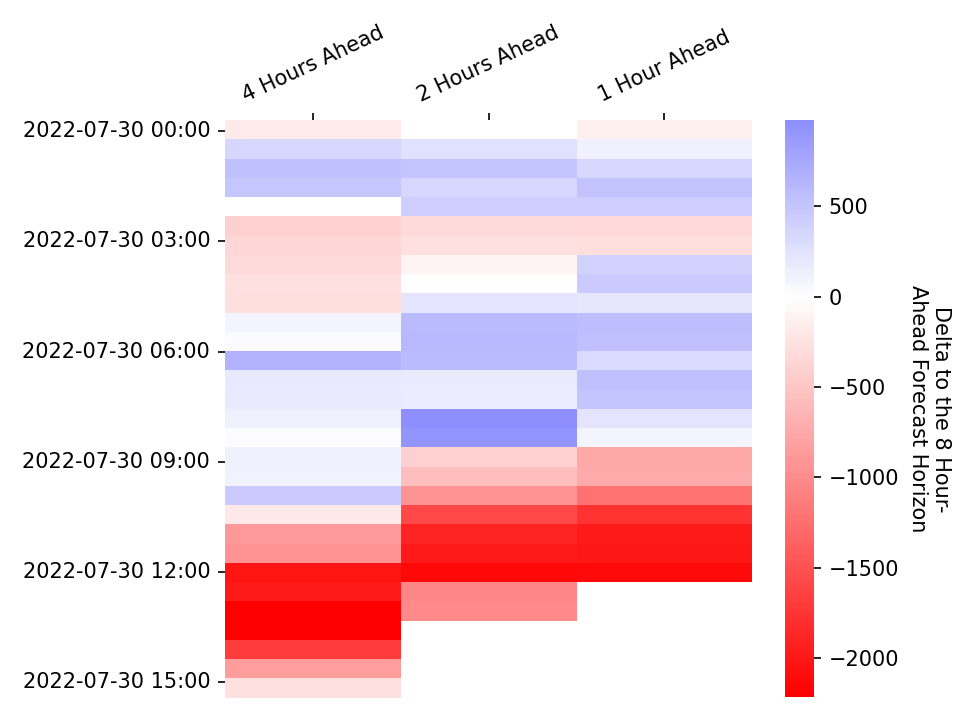 4 Hours Ahead
2 Hours Ahead
1 Hour Ahead
2022-07-30 00:00
2022-07-30 03:00
2022-07-30 06:00
2022-07-30 09:00
2022-07-30 12:00
2022-07-30 15:00
500
0
−500
−1000
−1500
−2000
Delta to the 8 Hour-
Ahead Forecast Horizon